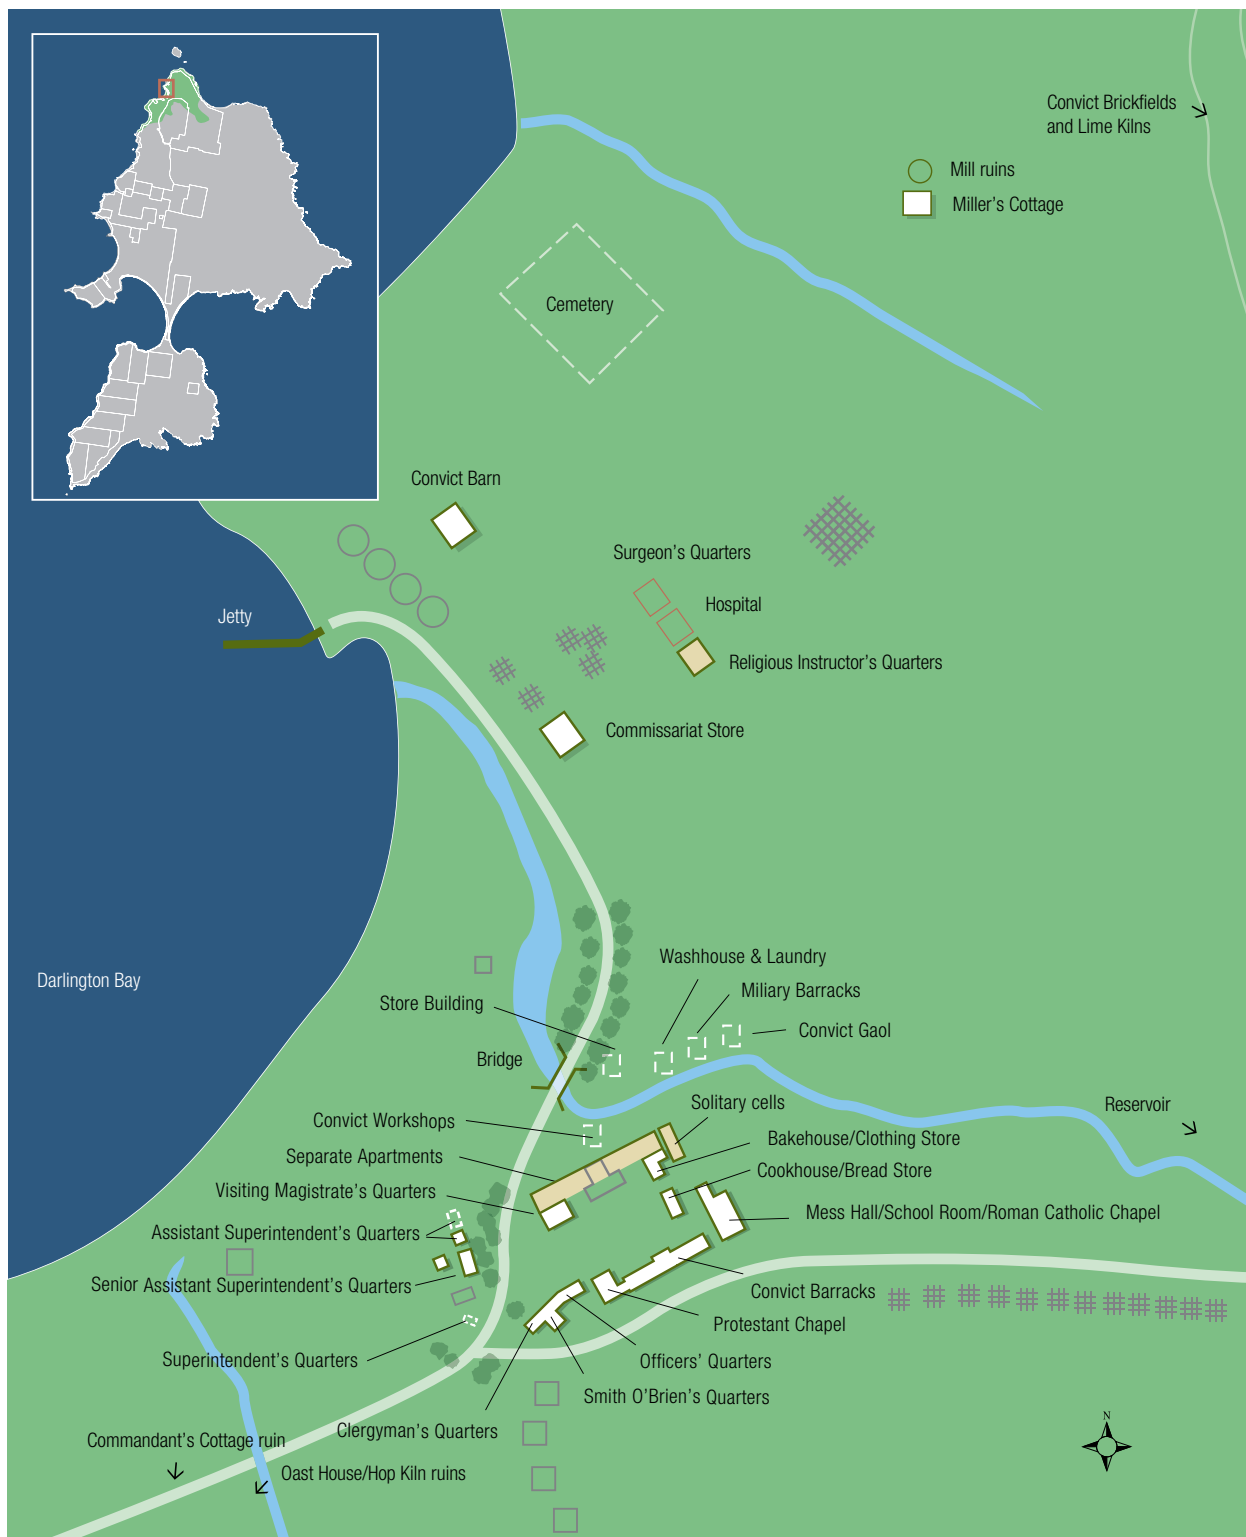 Convict Brickfields
and Lime Kilns
Mill ruins
Miller's Cottage
Cemetery
Convict Barn
Surgeon's Quarters
Hospital
Jetty
Religious Instructor's Quarters
Commissariat Store
Washhouse & Laundry
Darlington Bay
Miliary Barracks
Store Building
Convict Gaol
Bridge
Solitary cells
Reservoir
Convict Workshops
Bakehouse/Clothing Store
Separate Apartments
Cookhouse/Bread Store
Visiting Magistrate's Quarters
Mess Hall/School Room/Roman Catholic Chapel
Assistant Superintendent's Quarters
Senior Assistant Superintendent's Quarters
Convict Barracks
Protestant Chapel
Superintendent's Quarters
Officers' Quarters
Smith O'Brien's Quarters
N
Clergyman's Quarters
Commandant's Cottage ruin
Oast House/Hop Kiln ruins